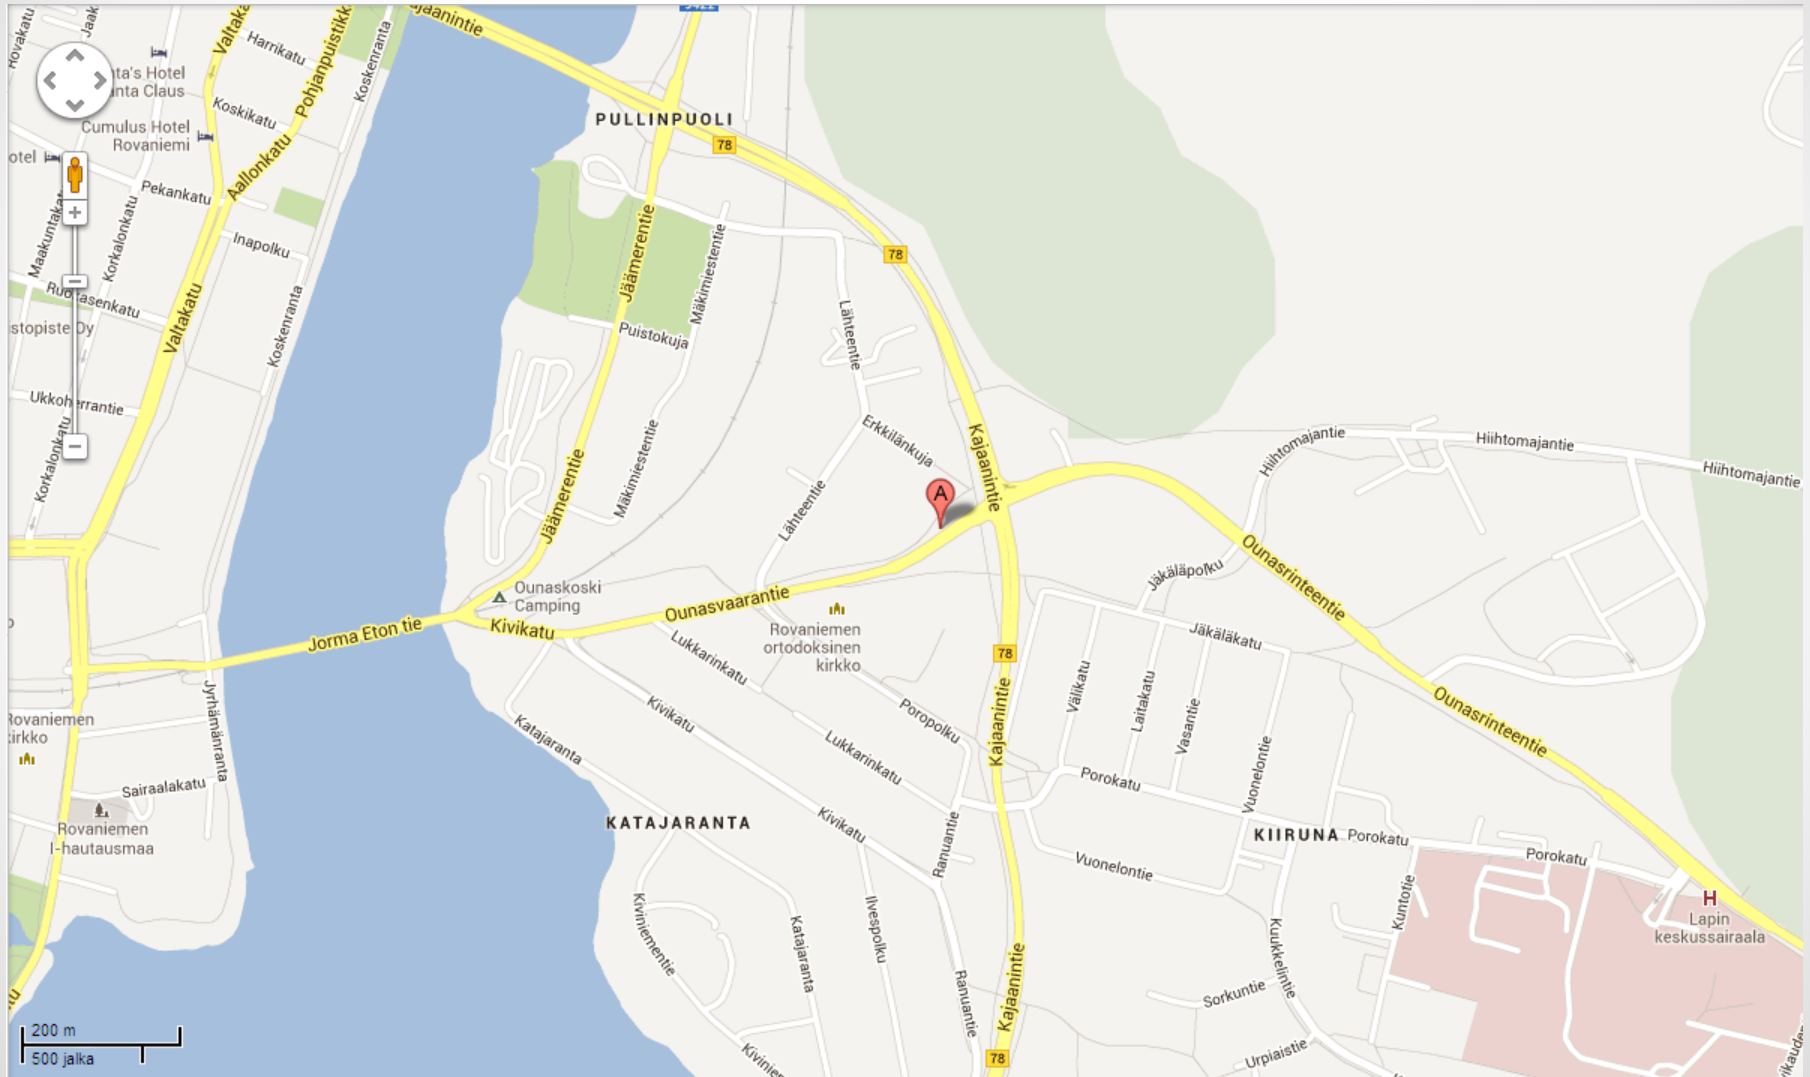 Kajaanintie
Valtakatu
Pohjanpuistikko
Koskenranta
Harrikatu
Rovakatu
nta's Hotel
anta Claus
Koskikatu
Cumulus Hotel
Rovaniemi
otel
Aallonkatu
Pekankatu
Maakuntakatu
Korkalonkatu
Inapolku
Ruokasenkatu
stopiste Oy
Valtakatu
Koskenranta
Ukkoherrantie
Korkalonkatu
PULLINPUOLI
78
78
Jäämerentie
Mäkimiestentie
Puistokuja
Lähteentie
Erkkilänkuja
Kajaanintie
A
Lähteentie
Mäkimiestentie
Jäämerentie
Hiihtomajantie
Hiihtomajantie
Hiihtomajantie
Ounasrinteentie
Jäkäläpolku
Ounaskoski
Camping
Ounasvaarantie
Kivikatu
Jorma Eton tie
Rovaniemen
ortodoksinen
kirkko
Lukkarinkatu
78
Jäkäläkatu
Välikatu
Laitakatu
Vasantie
Vuonelontie
Ounasrinteentie
Kajaanintie
Poropolku
Kivikatu
Lukkarinkatu
Katajaranta
Jyrhämänranta
Rovaniemen
kirkko
Sairaalakatu
Rovaniemen
I-hautausmaa
KATAJARANTA
Kivikatu
Ranuantie
Porokatu
Vuonelontie
KIIRUNA
Porokatu
Porokatu
Kuntotie
H
Lapin
keskussairaala
Kiviniementie
Katajaranta
Ilvespolku
Ranuantie
Kajaanintie
Kuukkelintie
Sorkuntie
Urpiaistie
78
200 m
500 jalka